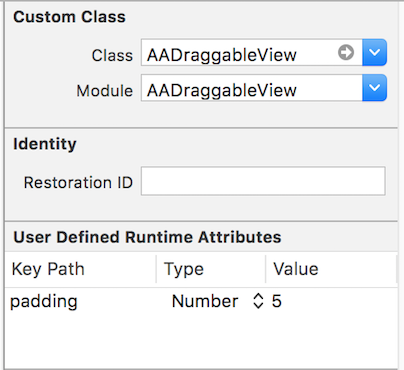 Custom Class
Class AADraggableView
Module AADraggableView
Identity
Restoration ID
User Defined Runtime Attributes
Key Path Type Value
padding Number 5